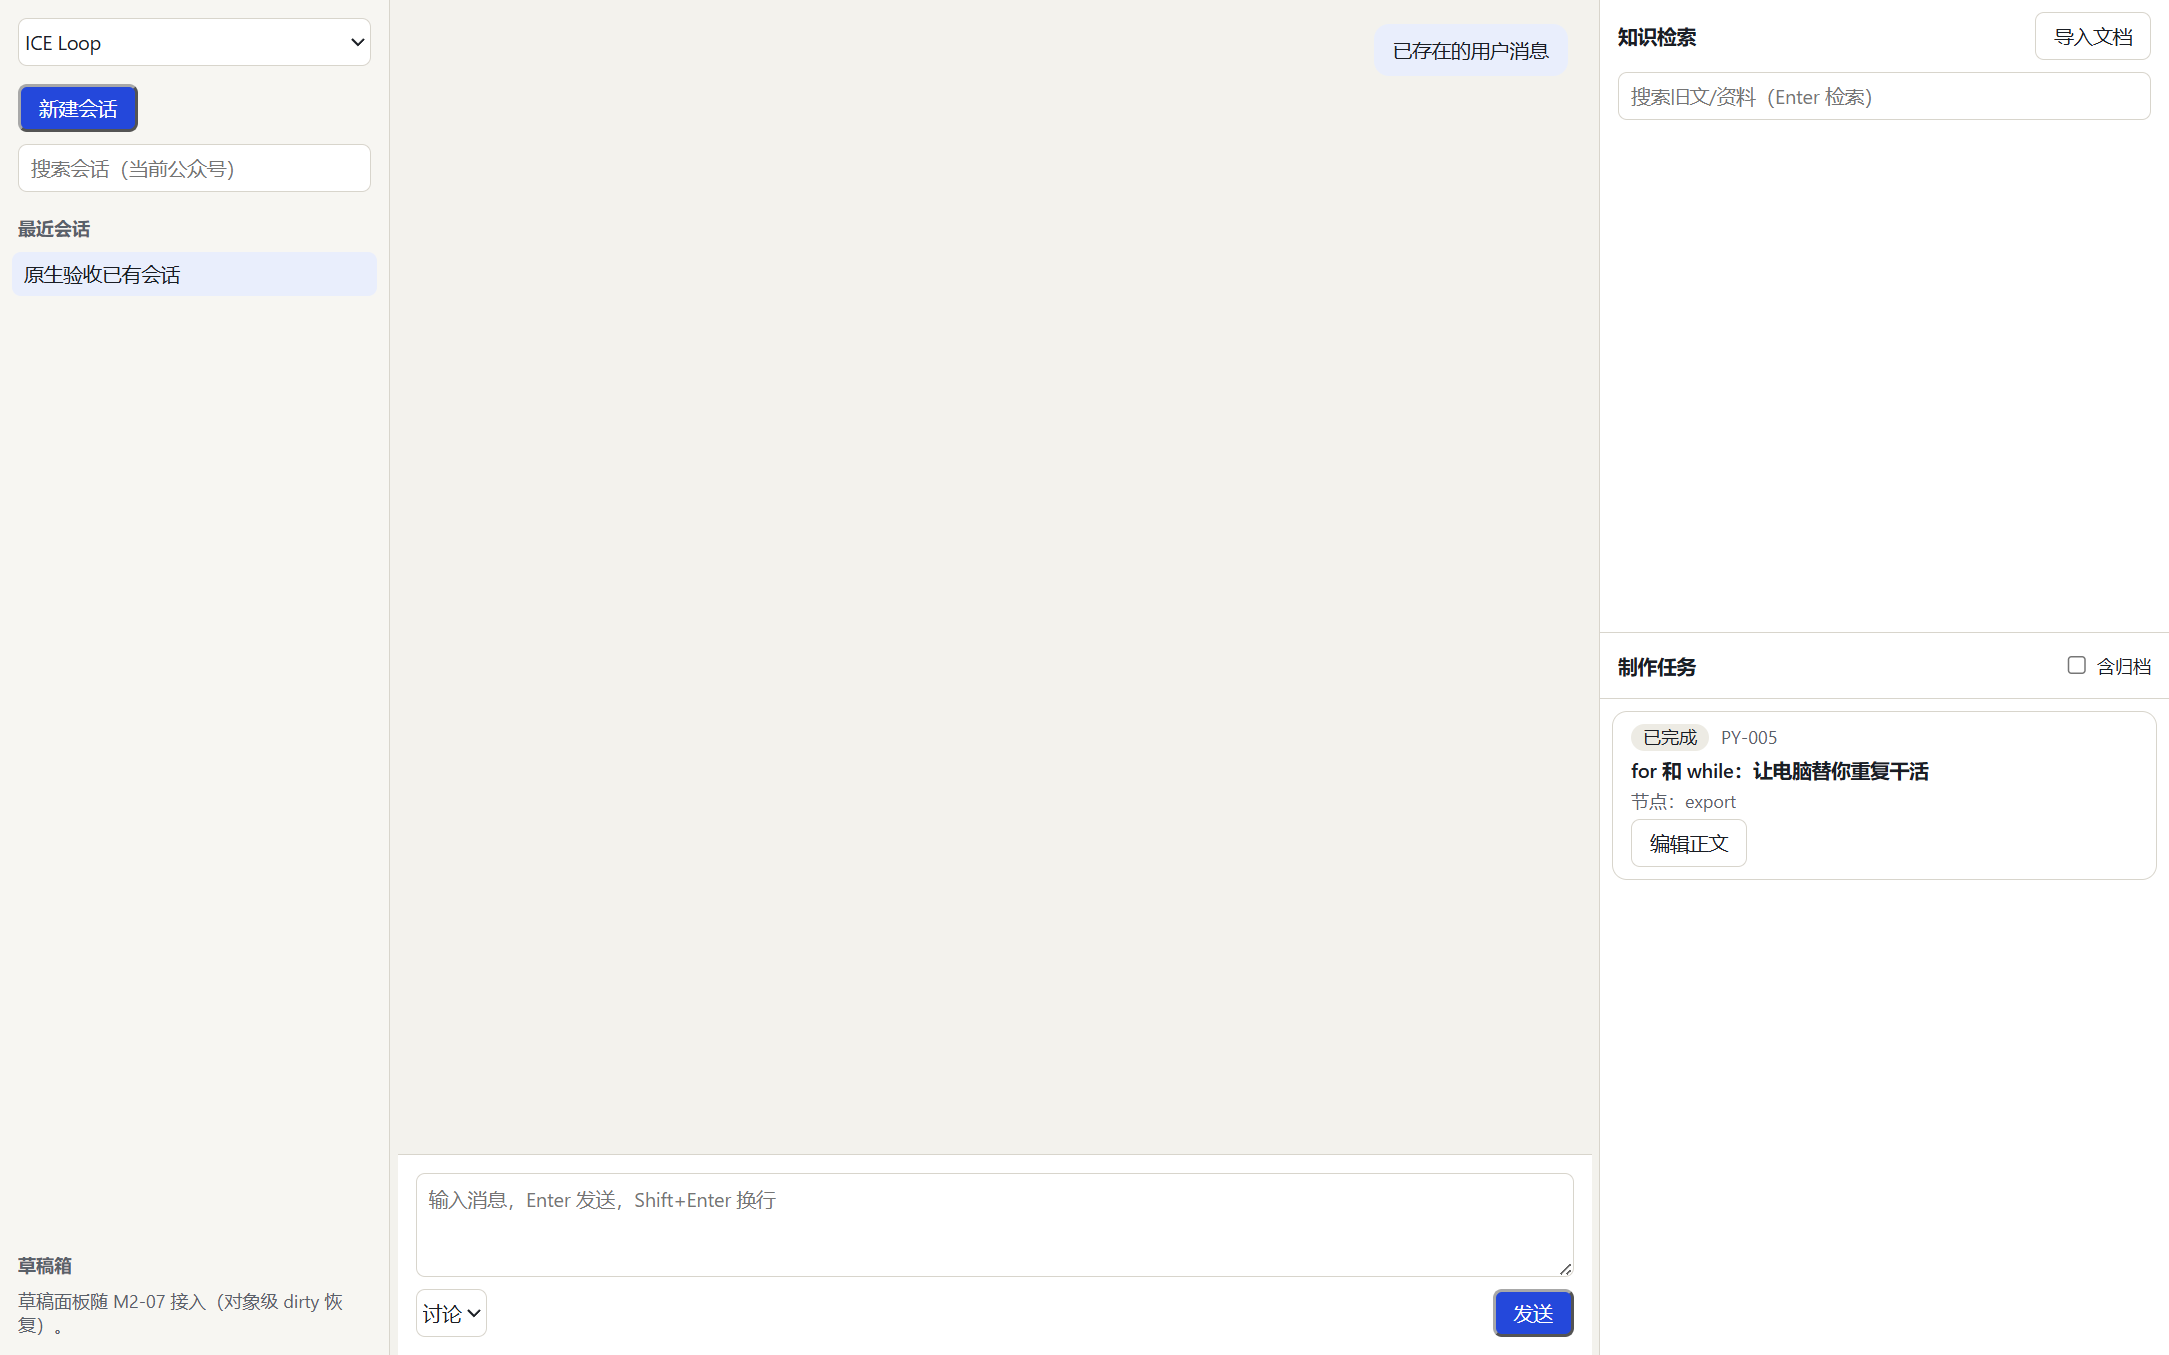 ICE Loop
新建会话
搜索会话（当前公众号）
最近会话
原生验收已有会话
草稿箱
草稿面板随 M2-07 接入（对象级 dirty 恢
复）。
已存在的用户消息
输入消息，Enter 发送，Shift+Enter 换行
讨论
发送
知识检索
导入文档
搜索旧文/资料（Enter 检索）
制作任务
含归档
已完成 PY-005
for 和 while：让电脑替你重复干活
节点：export
编辑正文